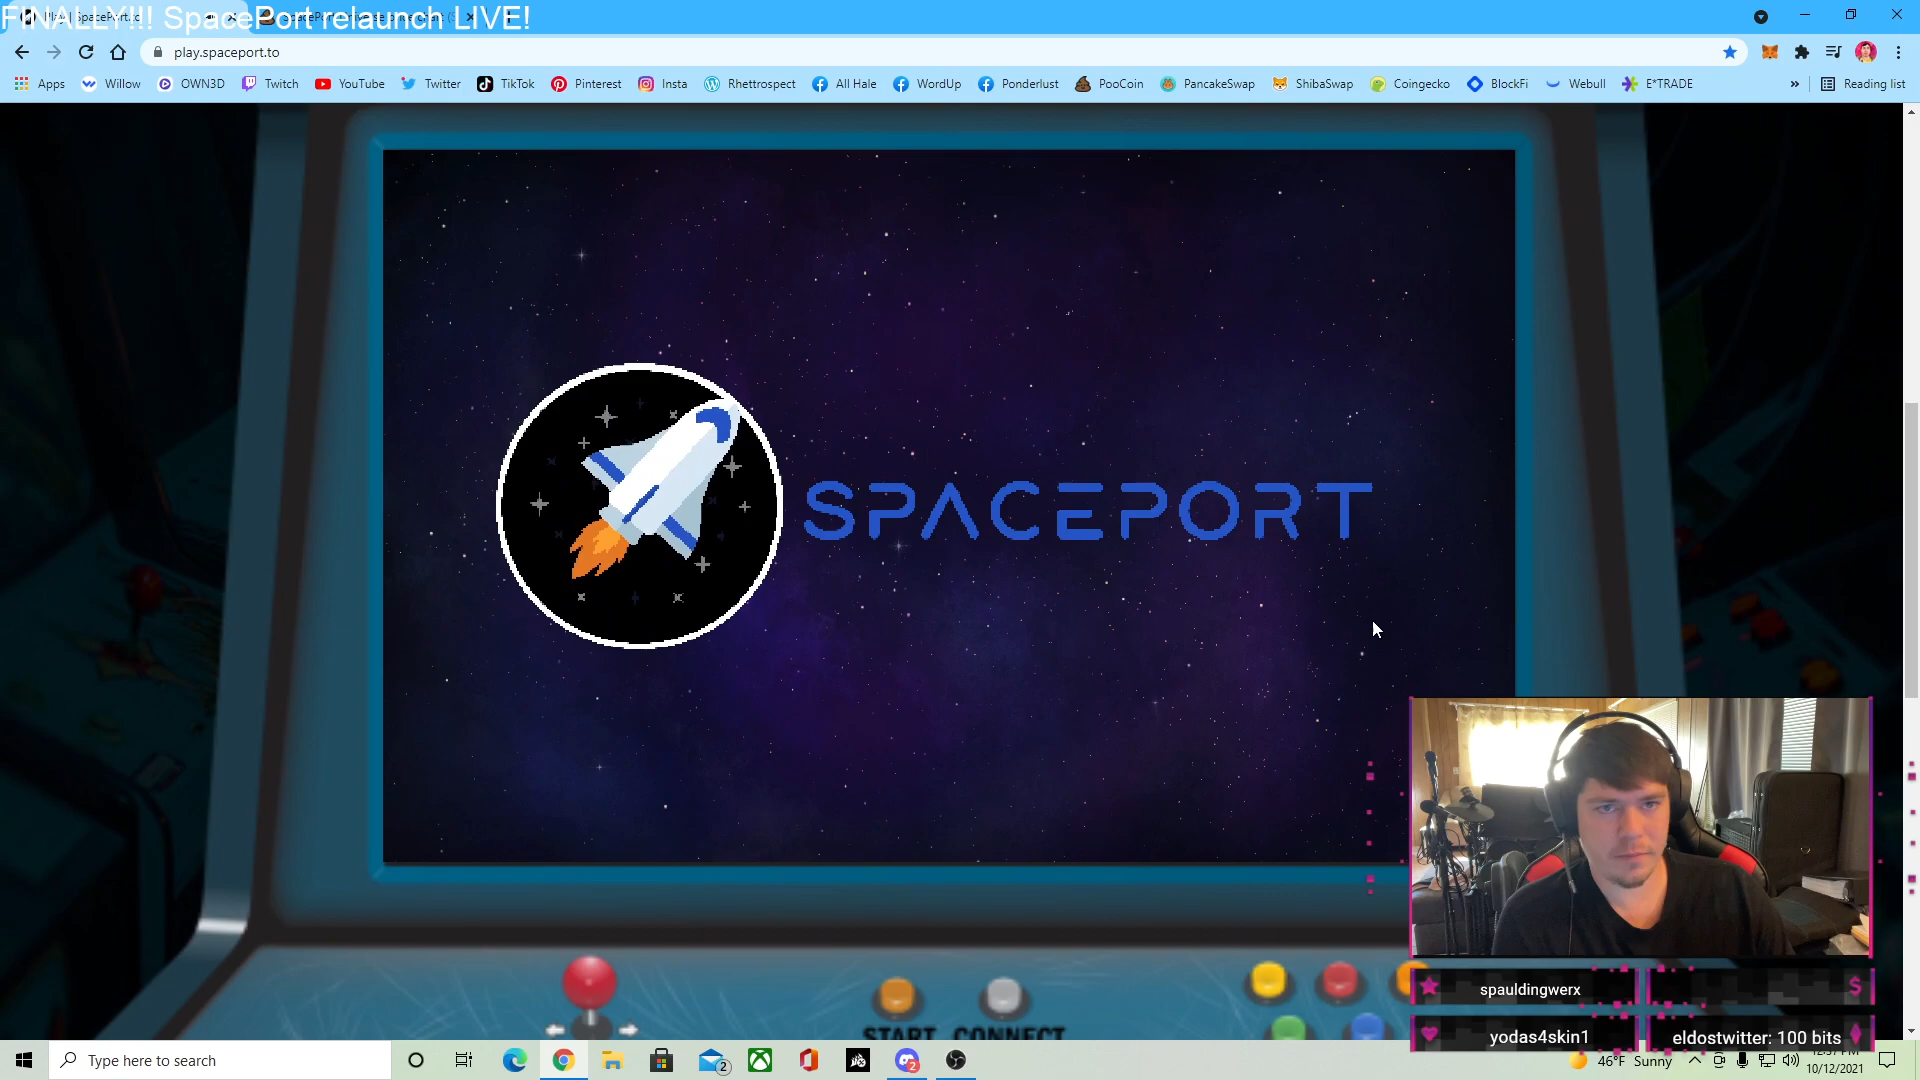 FINALLY!!! SpacePort relaunch LIVE!
play.spaceport.to
Apps Willow OWN3D Twitch YouTube Twitter TikTok Pinterest Insta Rhettrospect All Hale WordUp Ponderlust PooCoin PancakeSwap ShibaSwap Coingecko BlockFi Webull E*TRADE » Reading list
SPACEPORT
START CONNECT
spauldingwerx $
yodas4skin1 eldostwitter: 100 bits
Type here to search 2 2 46°F Sunny
10/12/2021